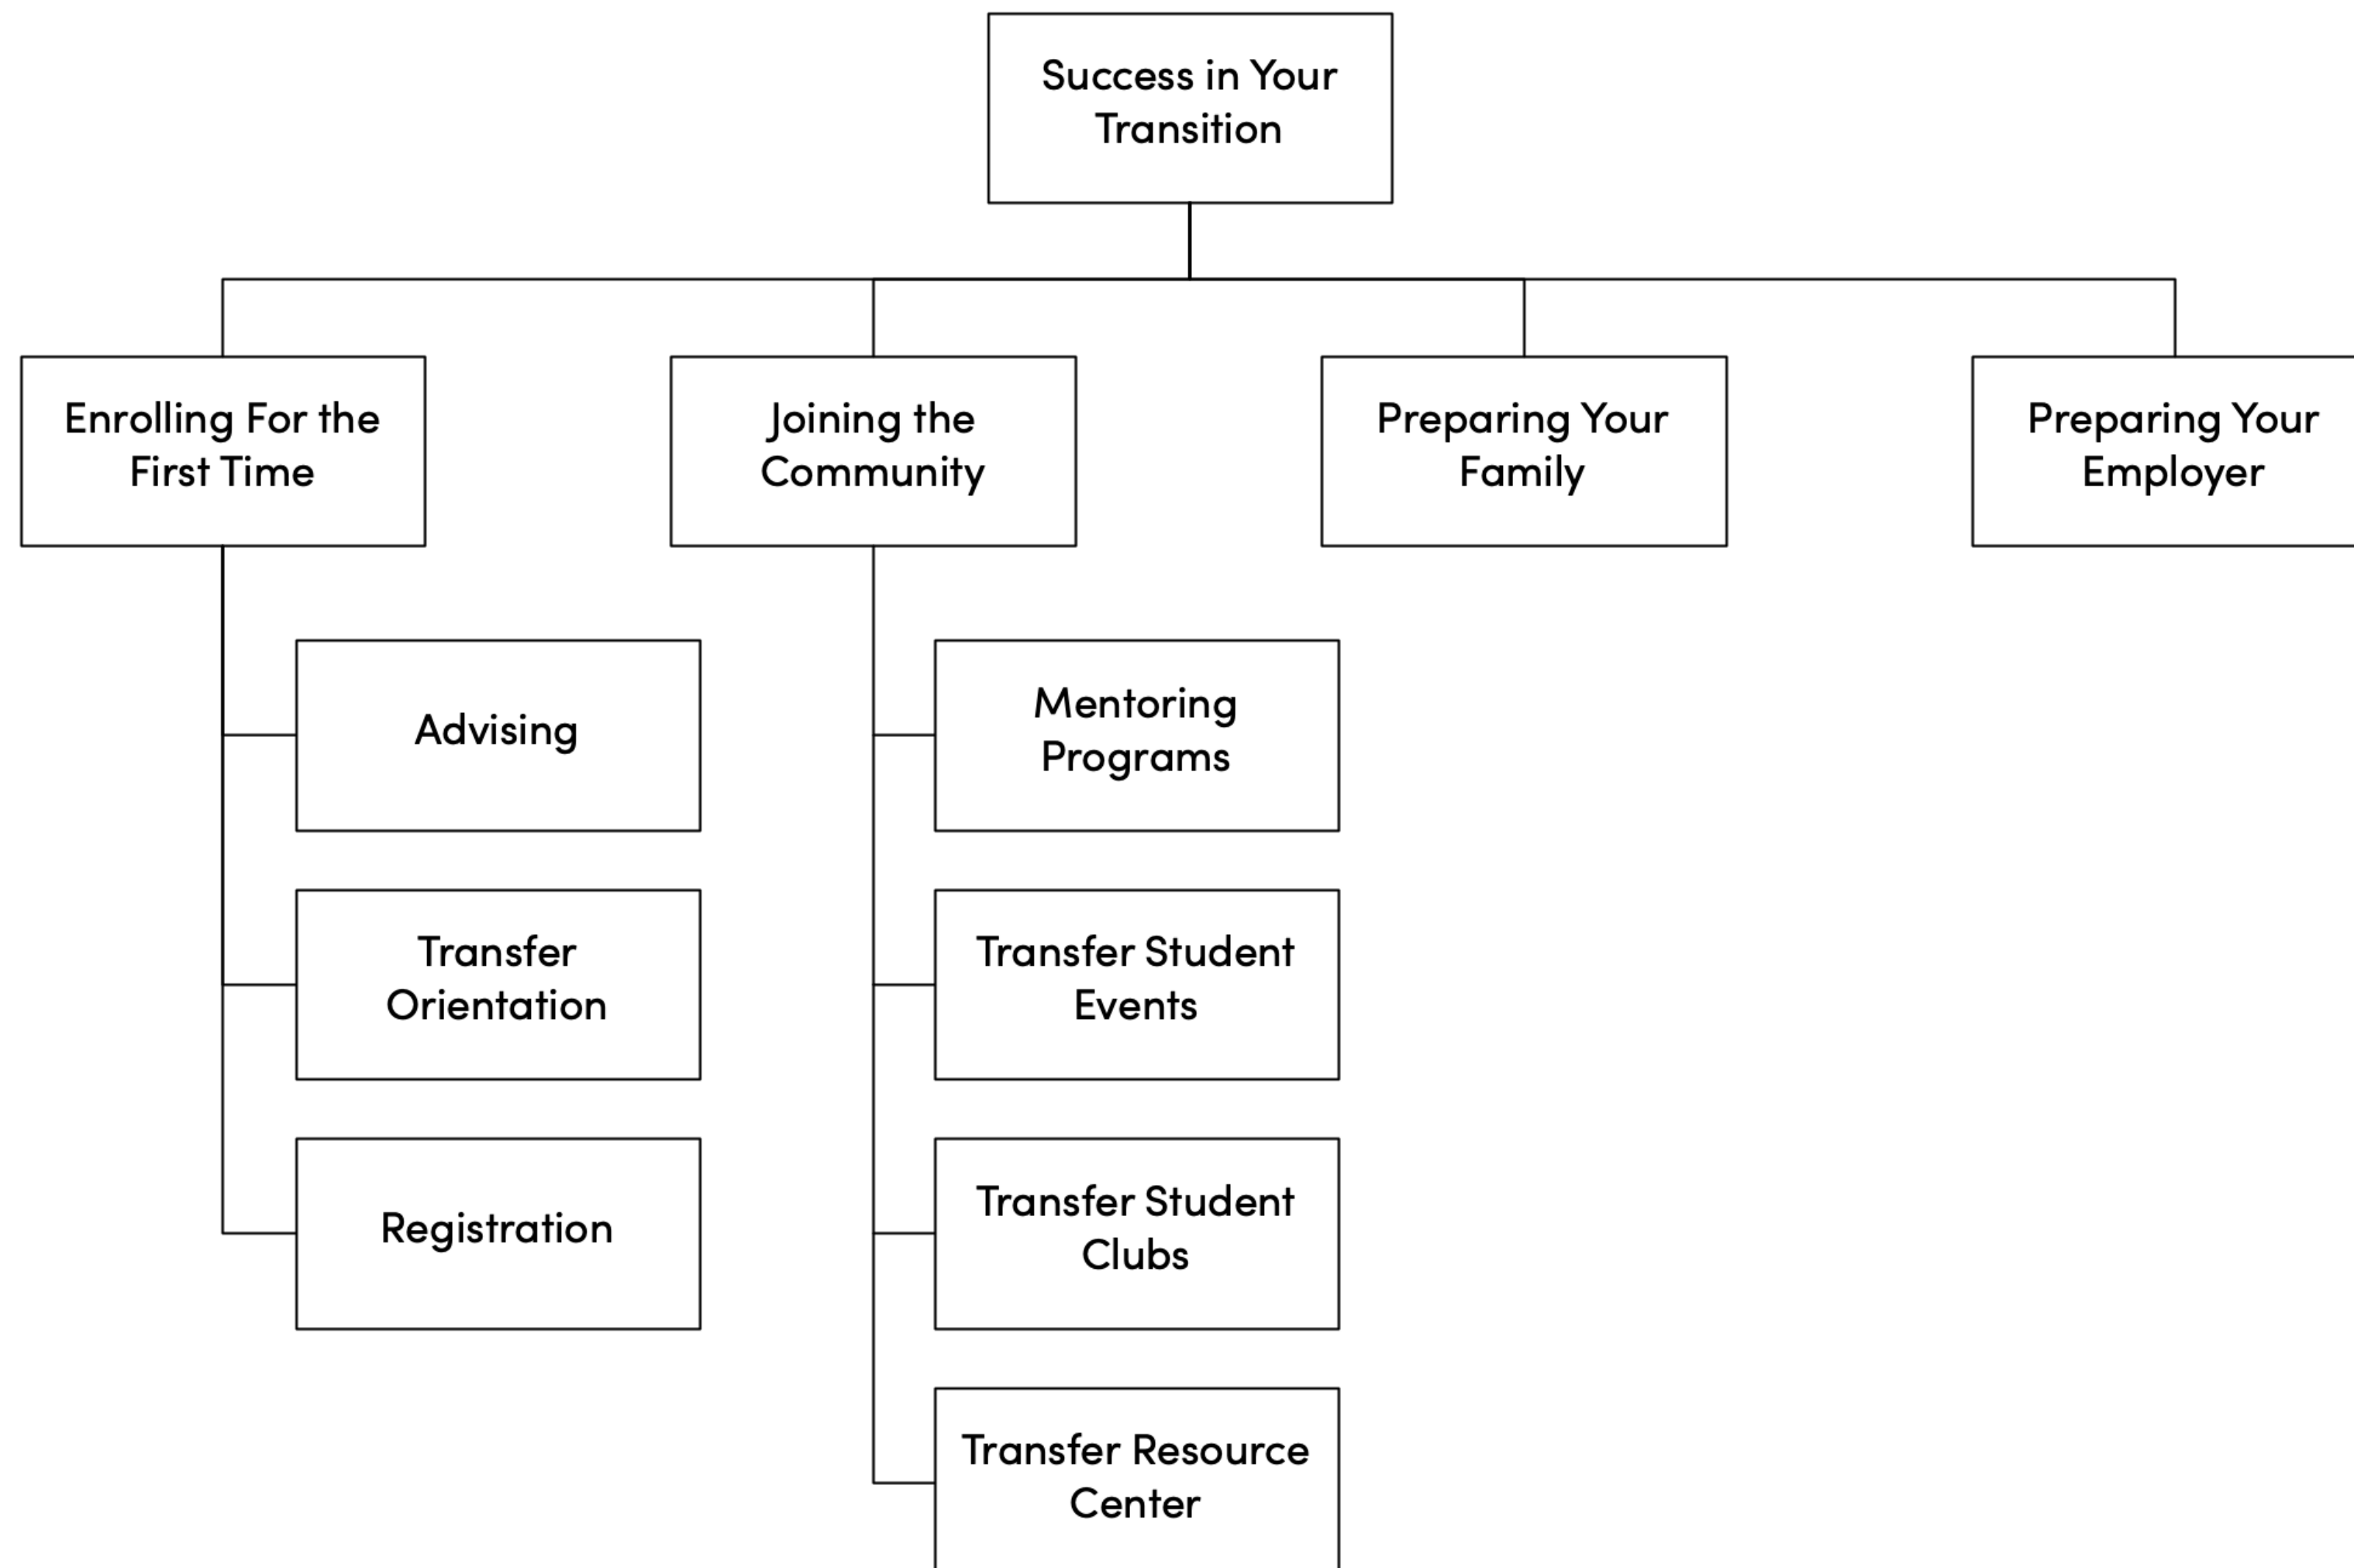 Success in Your
Transition
Enrolling For the
First Time
Joining the
Community
Preparing Your
Family
Preparing Your
Employer
Advising
Mentoring
Programs
Transfer
Orientation
Transfer Student
Events
Registration
Transfer Student
Clubs
Transfer Resource
Center